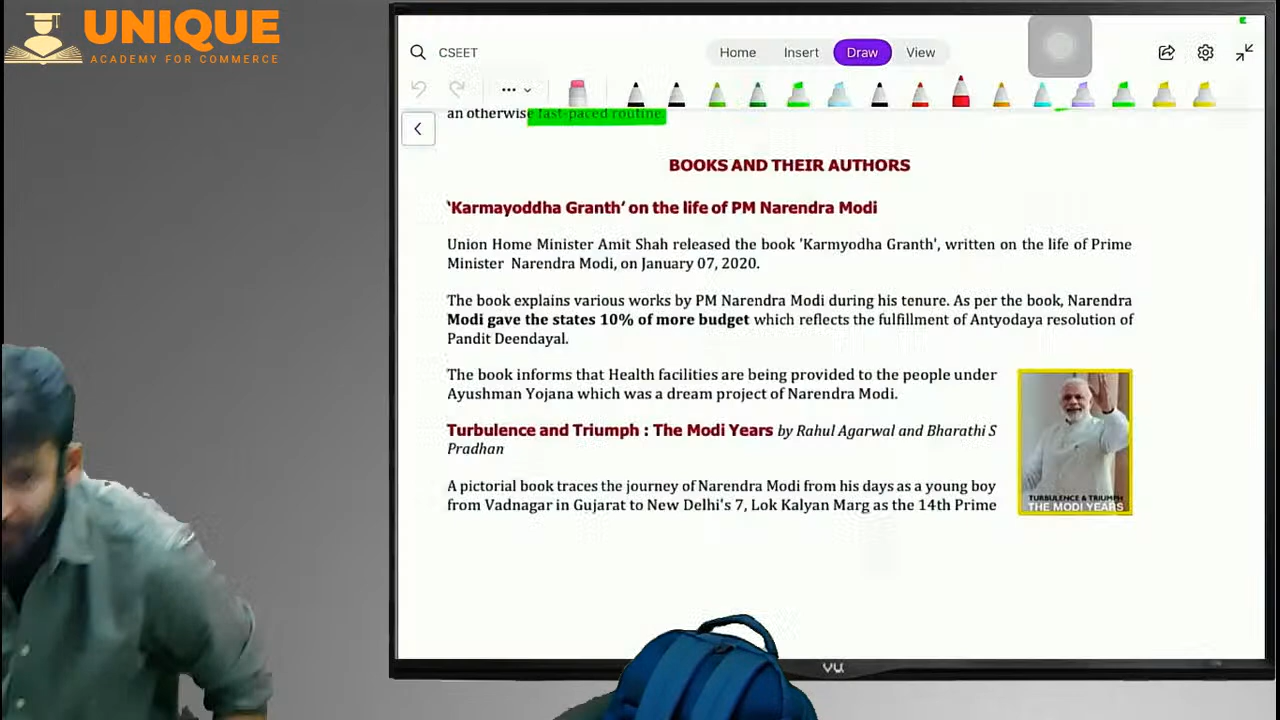 UNIQUE
ACADEMY FOR COMMERCE
CSEET
Home
Insert
Draw
View
an otherwise fast-paced routine
BOOKS AND THEIR AUTHORS
'Karmayoddha Granth' on the life of PM Narendra Modi
Union Home Minister Amit Shah released the book 'Karmyodha Granth', written on the life of Prime
Minister Narendra Modi, on January 07, 2020.
The book explains various works by PM Narendra Modi during his tenure. As per the book, Narendra
Modi gave the states 10% of more budget which reflects the fulfillment of Antyodaya resolution of
Pandit Deendayal.
The book informs that Health facilities are being provided to the people under
Ayushman Yojana which was a dream project of Narendra Modi.
Turbulence and Triumph : The Modi Years by Rahul Agarwal and Bharathi S
Pradhan
A pictorial book traces the journey of Narendra Modi from his days as a young boy
from Vadnagar in Gujarat to New Delhi's 7, Lok Kalyan Marg as the 14th Prime
TURBULENCE & TRIUMPH
THE MODI YEARS
vu